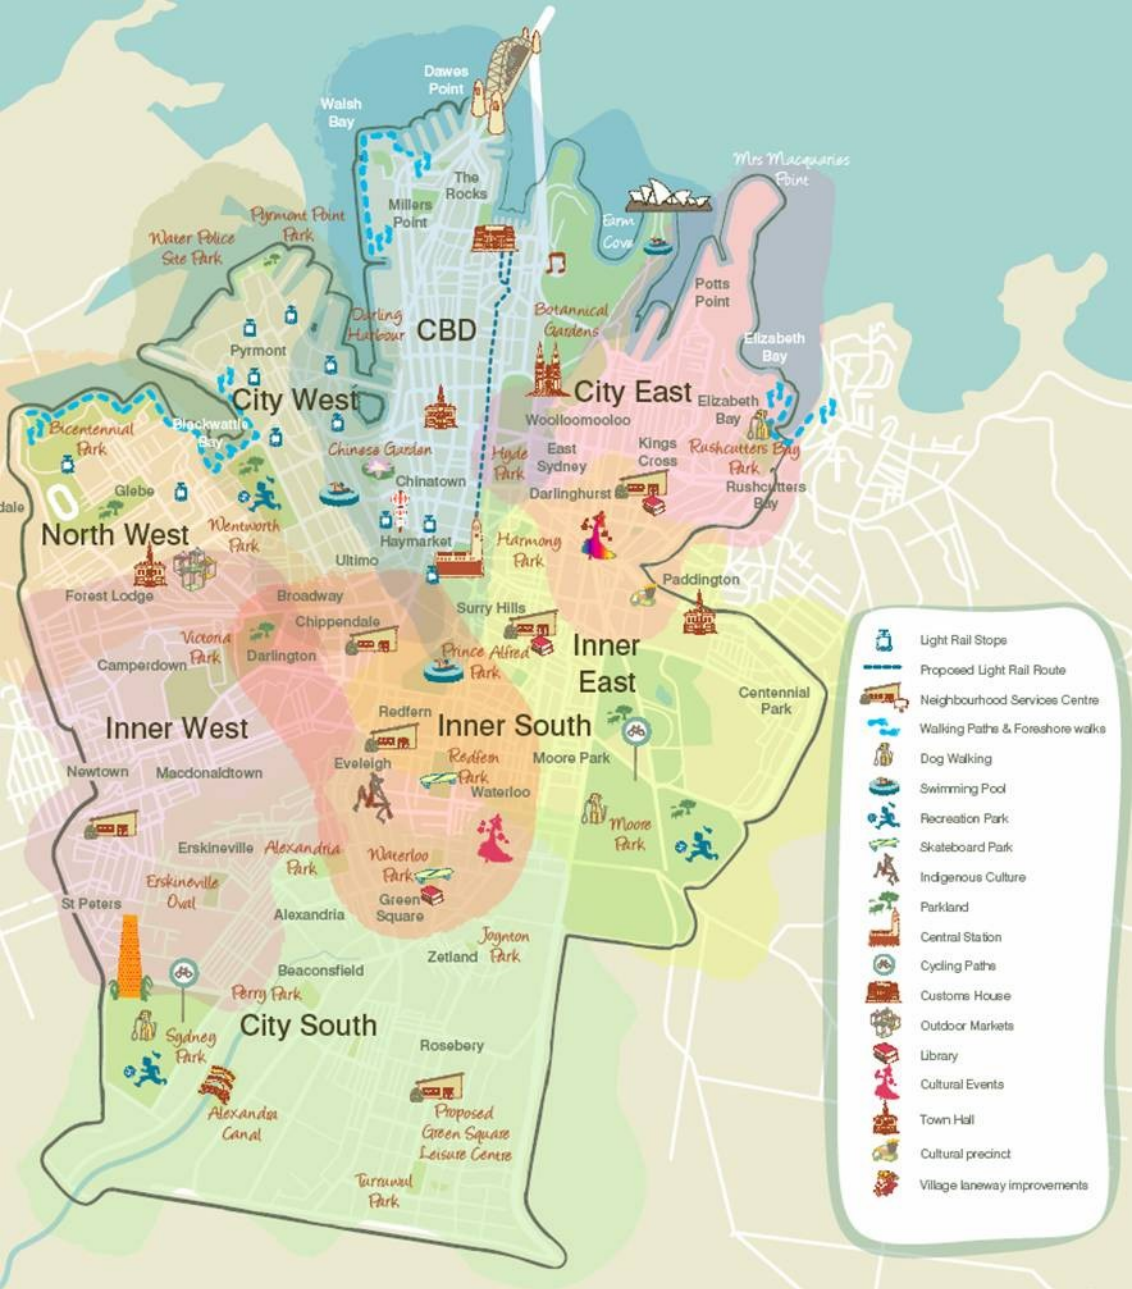 Dawes
Point
Walsh
Bay
Mrs Macquaries
Point
The
Rocks
Millers
Point
Pyrmont Point
Park
Water Police
Site Park
Farm
Cove
Potts
Point
Darling
Harbour
CBD
Botannical
Gardens
Elizabeth
Bay
Pyrmont
City West
City East
Elizabeth
Bay
Woolloomooloo
Blackwattle
Bay
Bicentennial
Park
Chinese Garden
Hyde
Park
East
Sydney
Kings
Cross
Rushcutters Bay
Park
Chinatown
Glebe
Darlinghurst
Rushcutters
Bay
dale
North West
Wentworth
Park
Haymarket
Harmony
Park
Ultimo
Paddington
Forest Lodge
Broadway
Surry Hills
Chippendale
Victoria
Park
Camperdown
Darlington
Prince Alfred
Park
Inner
East
Centennial
Park
Redfern
Inner West
Inner South
Moore Park
Redfern
Park
Eveleigh
Newtown
Macdonaldtown
Waterloo
Moore
Park
Erskineville
Alexandria
Park
Waterloo
Park
Erskineville
Oval
St Peters
Green
Square
Alexandria
Joynton
Park
Zetland
Beaconsfield
Perry Park
City South
Sydney
Park
Rosebery
Alexandra
Canal
Proposed
Green Square
Leisure Centre
Turruwul
Park
Light Rail Stops
Proposed Light Rail Route
Neighbourhood Services Centre
Walking Paths & Foreshore walks
Dog Walking
Swimming Pool
Recreation Park
Skateboard Park
Indigenous Culture
Parkland
Central Station
Cycling Paths
Customs House
Outdoor Markets
Library
Cultural Events
Town Hall
Cultural precinct
Village laneway improvements